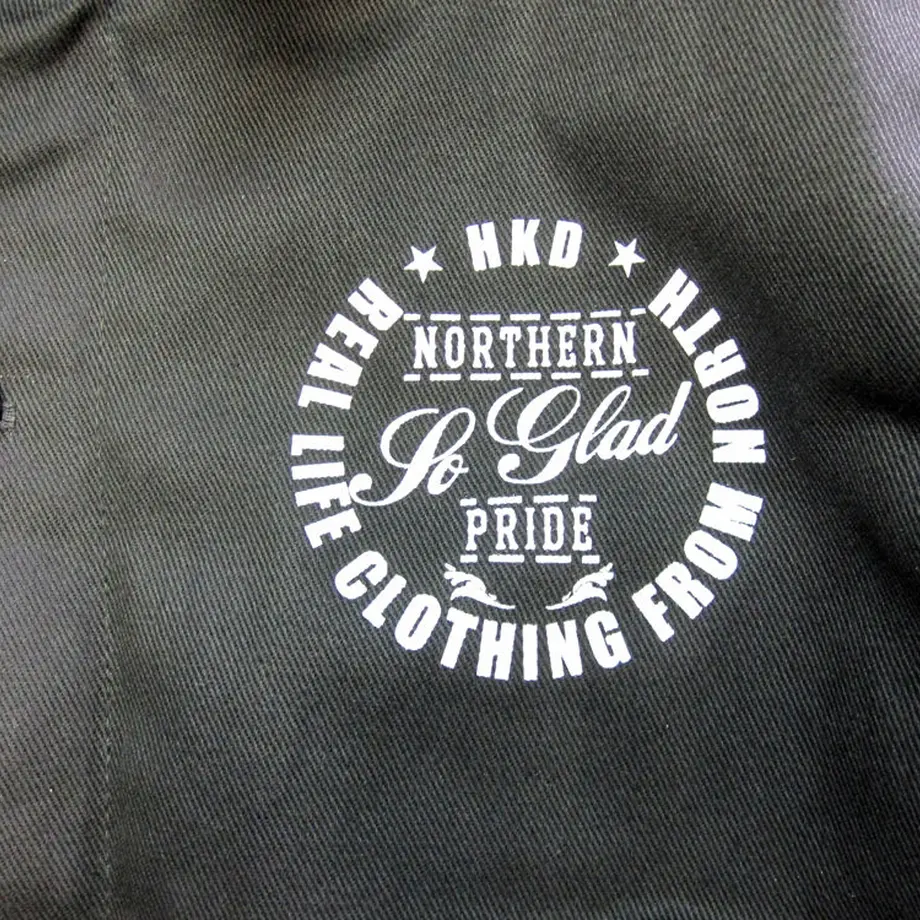 ★ HKD ★
REAL LIFE CLOTHING FROM NORTH
NORTHERN
So Glad
PRIDE